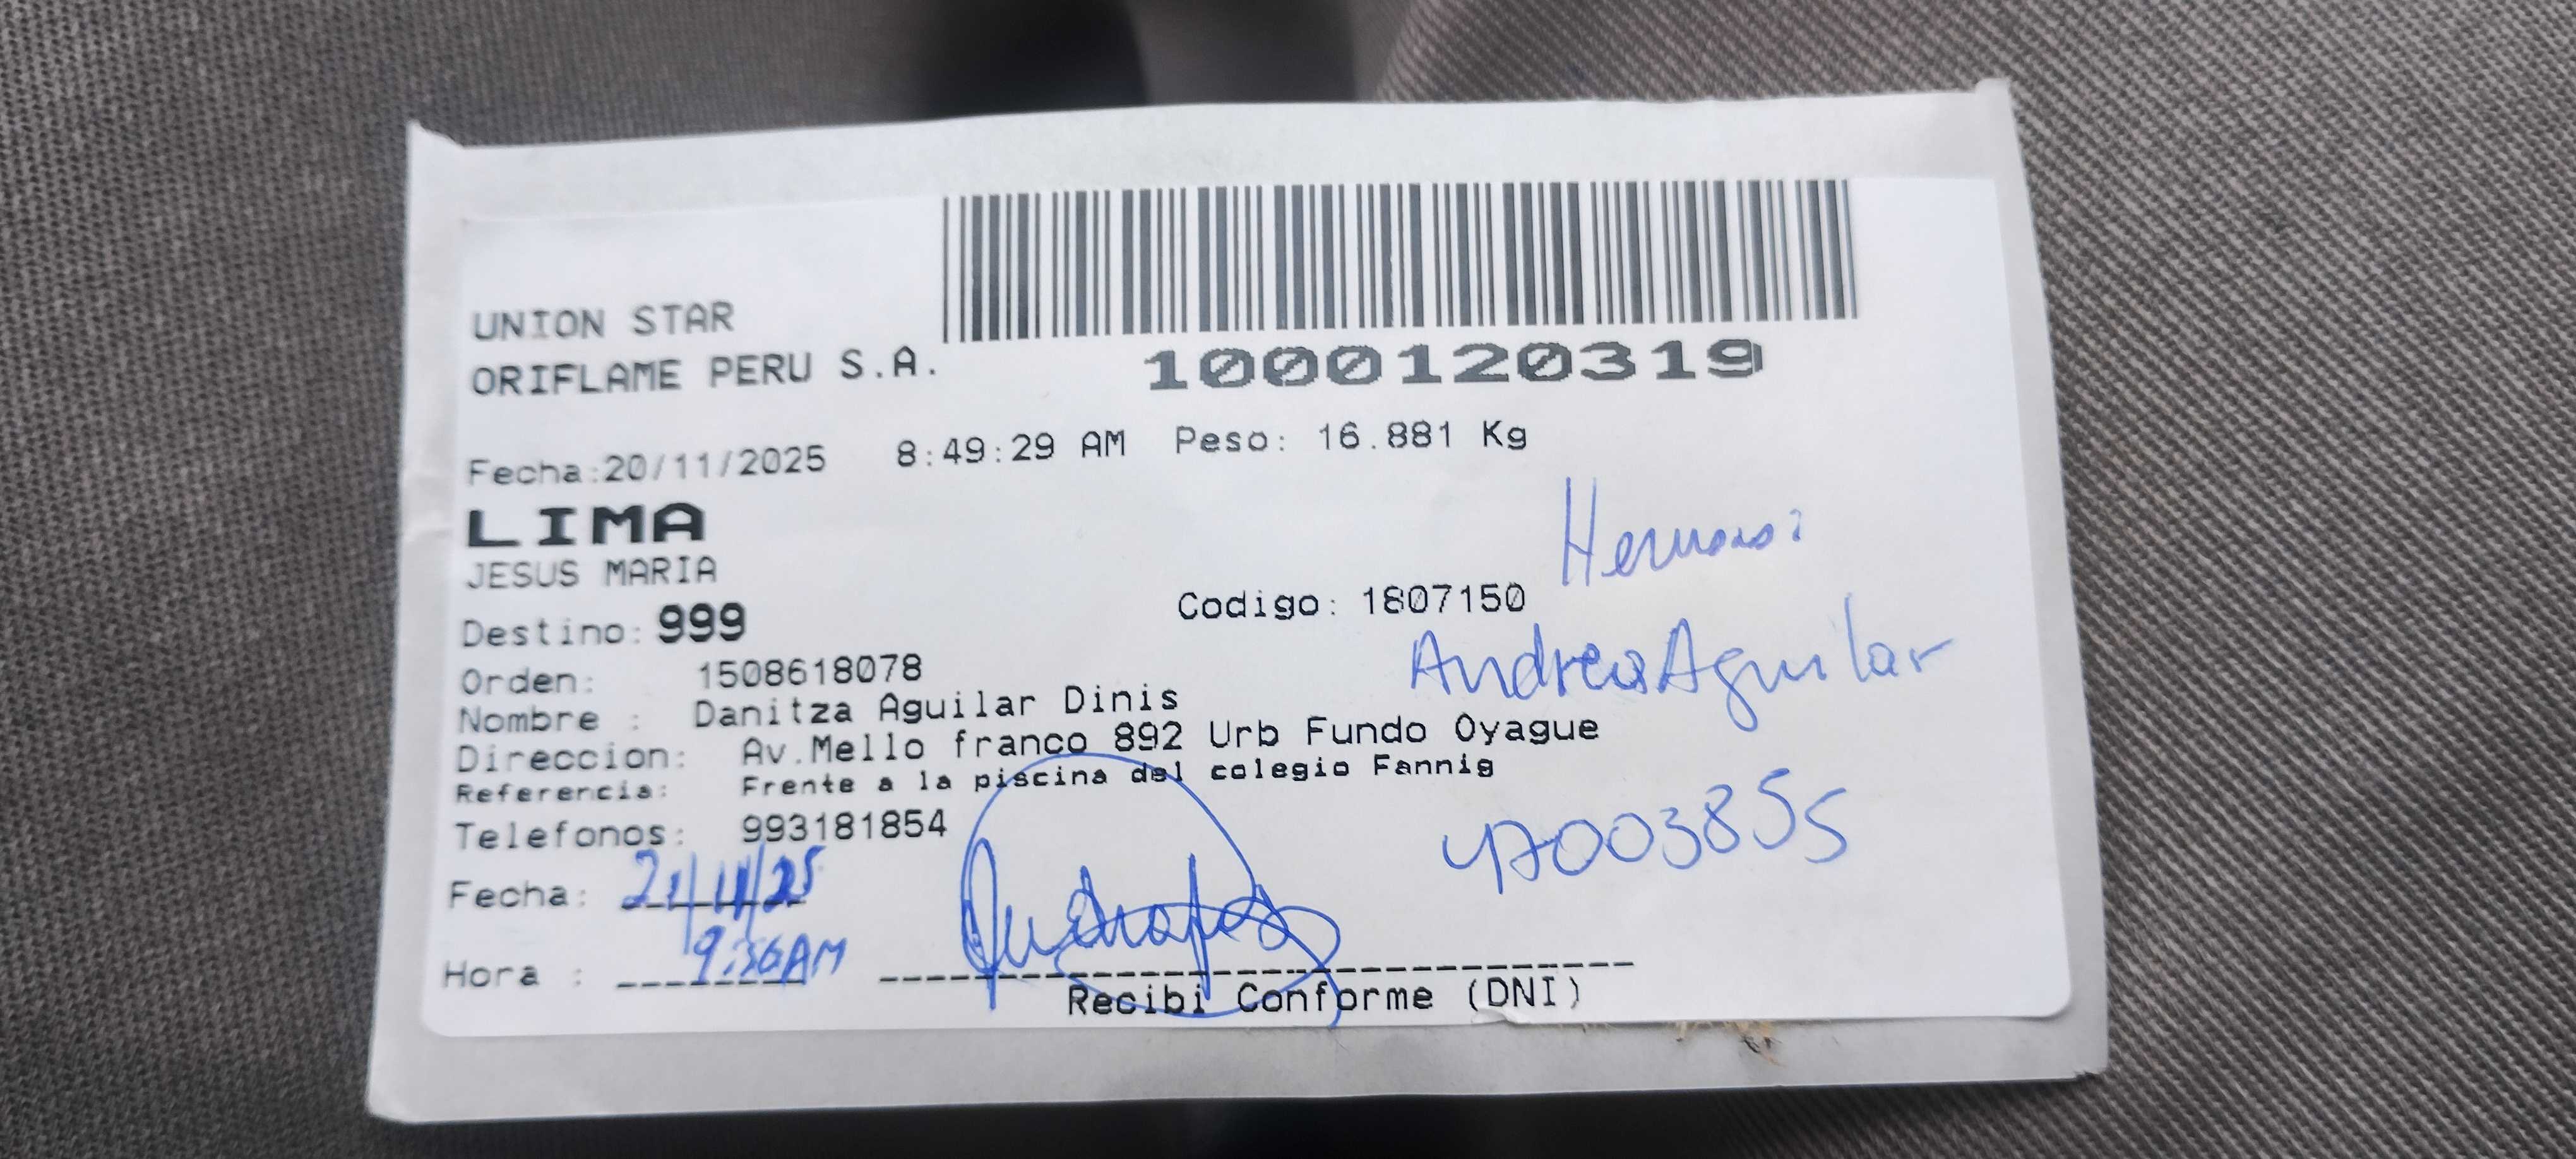 UNION STAR
ORIFLAME PERU S.A.
1000120319
Fecha:20/11/2025 8:49:29 AM Peso: 16.881 Kg
LIMA
JESUS MARIA
Destino: 999
Codigo: 1807150
Orden: 1508618078
Nombre : Danitza Aguilar Dinis
Direccion: Av.Mello franco 892 Urb Fundo Oyague
Referencia: Frente a la piscina del colegio Fannig
Telefonos: 993181854
Andrea Aguilar
47003855
Fecha: 21/11/25
Hora : 9:36AM
Recibi Conforme (DNI)